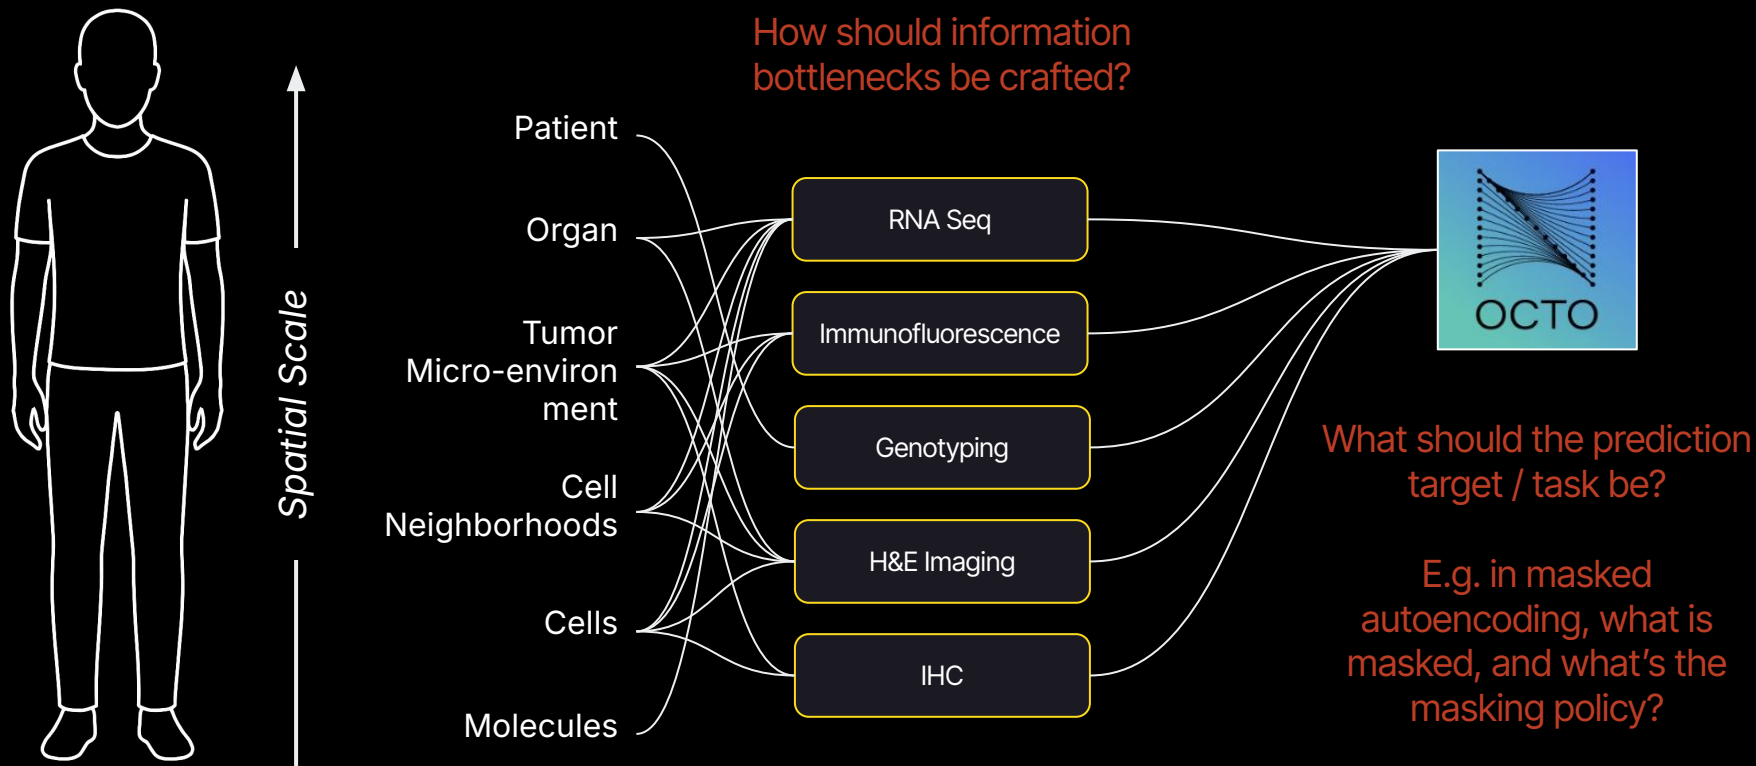 How should information
bottlenecks be crafted?
Spatial Scale
Patient
Organ
Tumor
Micro-environ
ment
Cell
Neighborhoods
Cells
Molecules
RNA Seq
Immunofluorescence
Genotyping
H&E Imaging
IHC
OCTO
What should the prediction
target / task be?
E.g. in masked
autoencoding, what is
masked, and what’s the
masking policy?